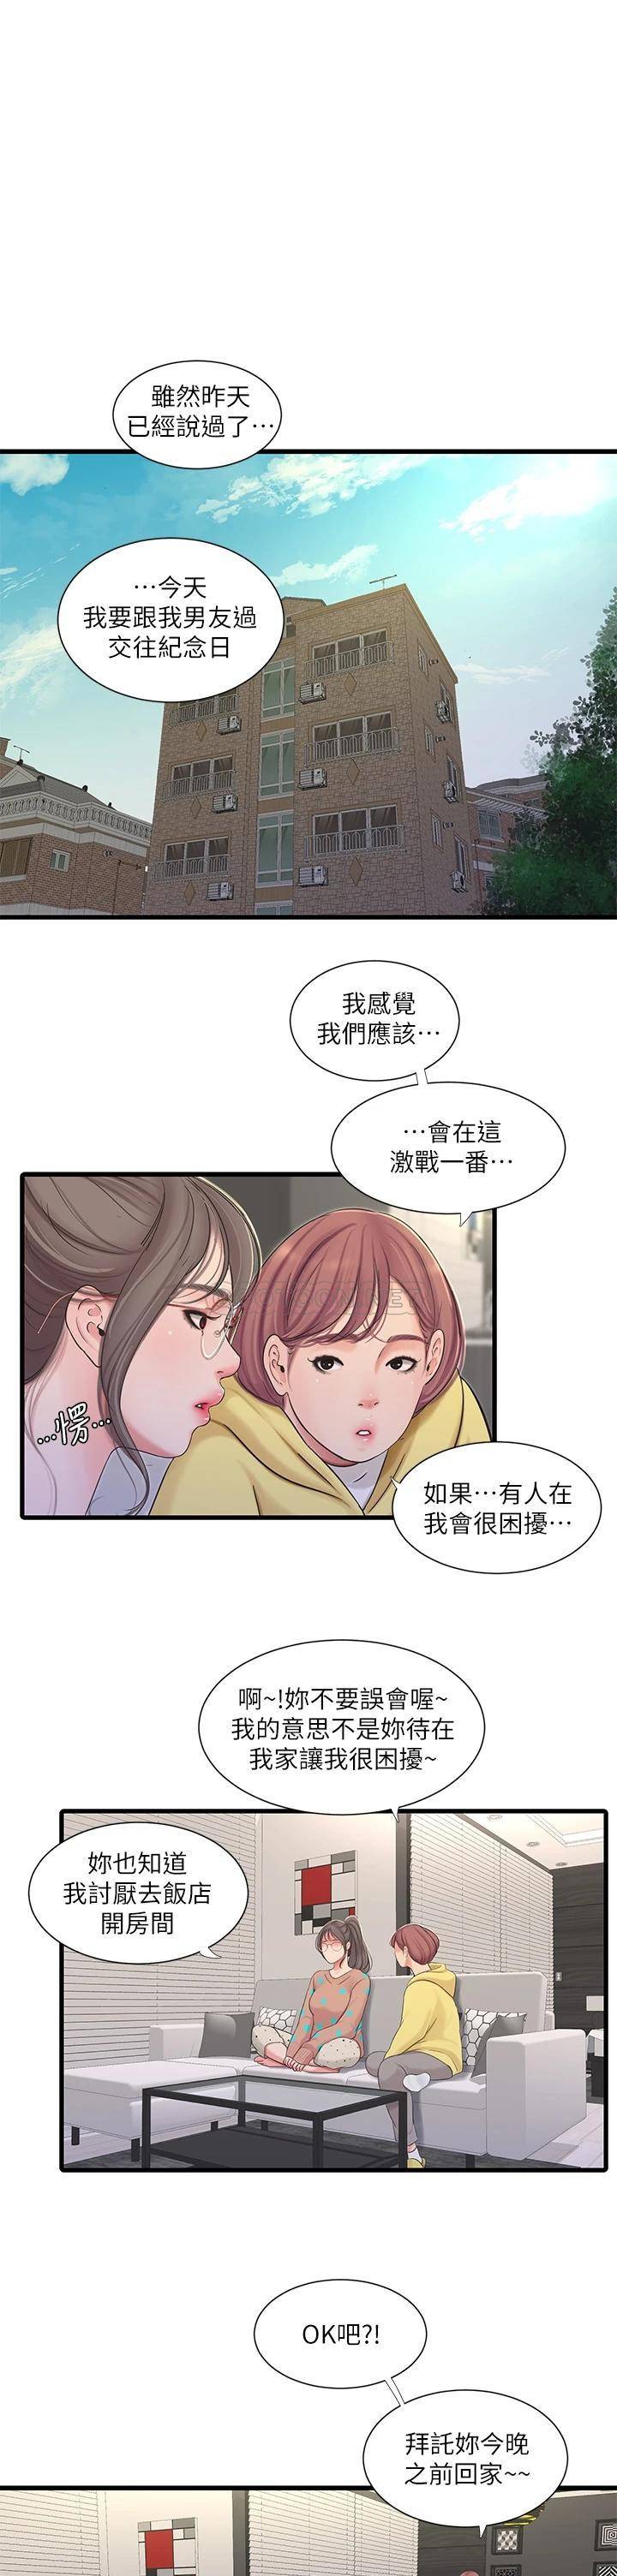 雖然昨天
已經說過了…
…今天
我要跟我男友過
交往紀念日
我感覺
我們應該…
…會在這
激戰一番…
…愣…
如果…有人在
我會很困擾…
啊~!妳不要誤會喔~
我的意思不是妳待在
我家讓我很困擾~
妳也知道
我討厭去飯店
開房間
OK吧?!
拜託妳今晚
之前回家~~